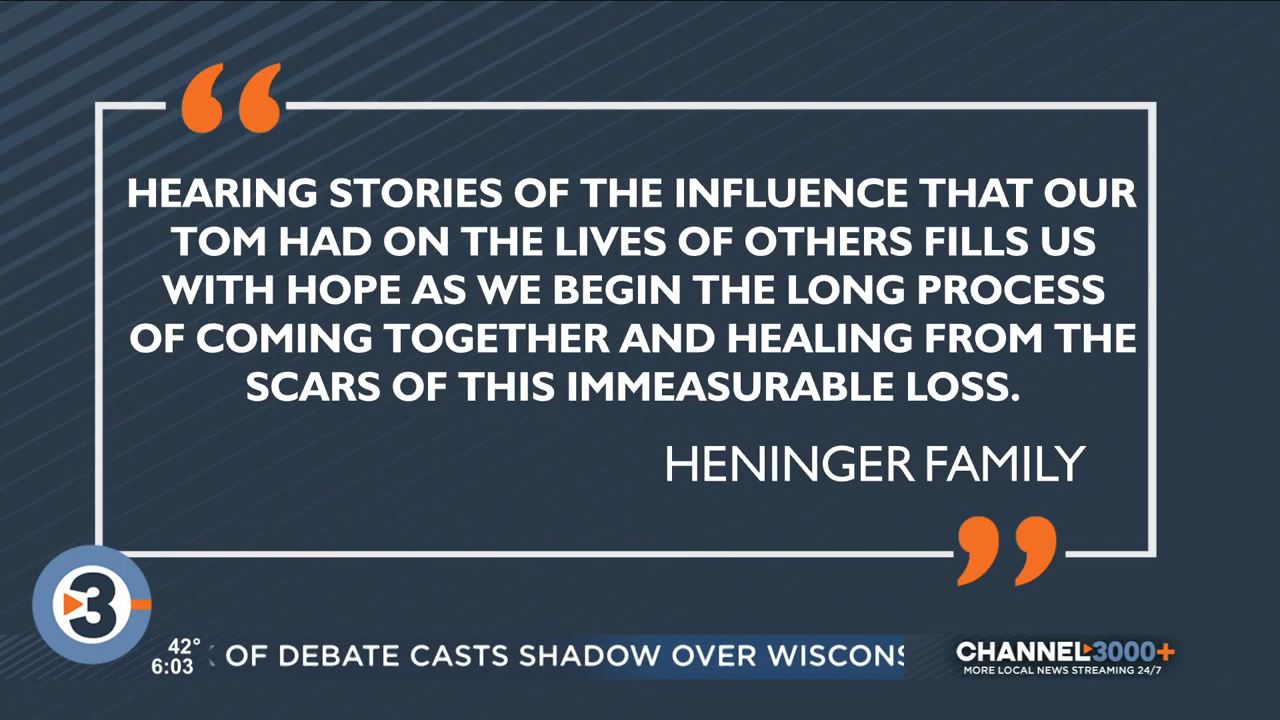 HEARING STORIES OF THE INFLUENCE THAT OUR
TOM HAD ON THE LIVES OF OTHERS FILLS US
WITH HOPE AS WE BEGIN THE LONG PROCESS
OF COMING TOGETHER AND HEALING FROM THE
SCARS OF THIS IMMEASURABLE LOSS.
HENINGER FAMILY
3
42°
6:03
OF DEBATE CASTS SHADOW OVER WISCONS
CHANNEL3000+
MORE LOCAL NEWS STREAMING 24/7